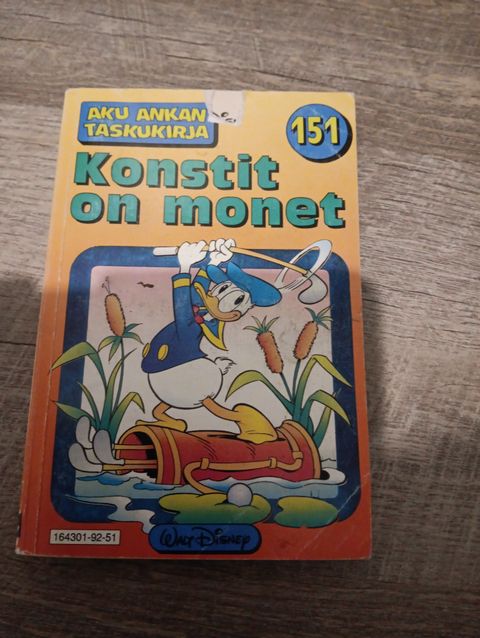 AKU ANKAN
TASKUKIRJA
151
Konstit
on monet
164301-92-51
WALT DISNEY